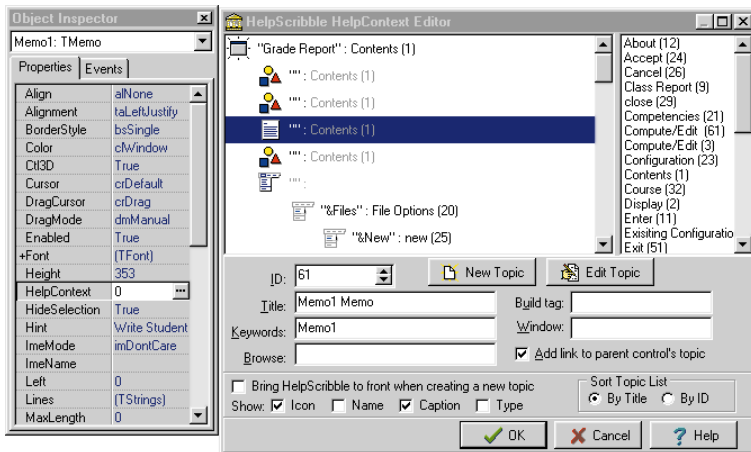 Object Inspector
Memo1: TMemo
Properties Events
Align alNone
Alignment taLeftJustify
BorderStyle bsSingle
Color clWindow
Ctl3D True
Cursor crDefault
DragCursor crDrag
DragMode dmManual
Enabled True
+Font (TFont)
Height 353
HelpContext 0 ...
HideSelection True
Hint Write Student
ImeMode imDontCare
ImeName
Left 0
Lines (TStrings)
MaxLength 0
HelpScribble HelpContext Editor
"Grade Report" : Contents (1)
"" : Contents (1)
"" : Contents (1)
"" : Contents (1)
"" : Contents (1)
"" :
"&Files" : File Options (20)
"&New" : new (25)
About (12)
Accept (24)
Cancel (26)
Class Report (9)
close (29)
Competencies (21)
Compute/Edit (61)
Compute/Edit (3)
Configuration (23)
Contents (1)
Course (32)
Display (2)
Enter (11)
Exisiting Configuratio
Exit (51)
ID: 61
New Topic
Edit Topic
Title: Memo1 Memo
Build tag:
Keywords: Memo1
Window:
Browse:
Add link to parent control's topic
Bring HelpScribble to front when creating a new topic
Show: Icon Name Caption Type
Sort Topic List
By Title By ID
OK
Cancel
? Help